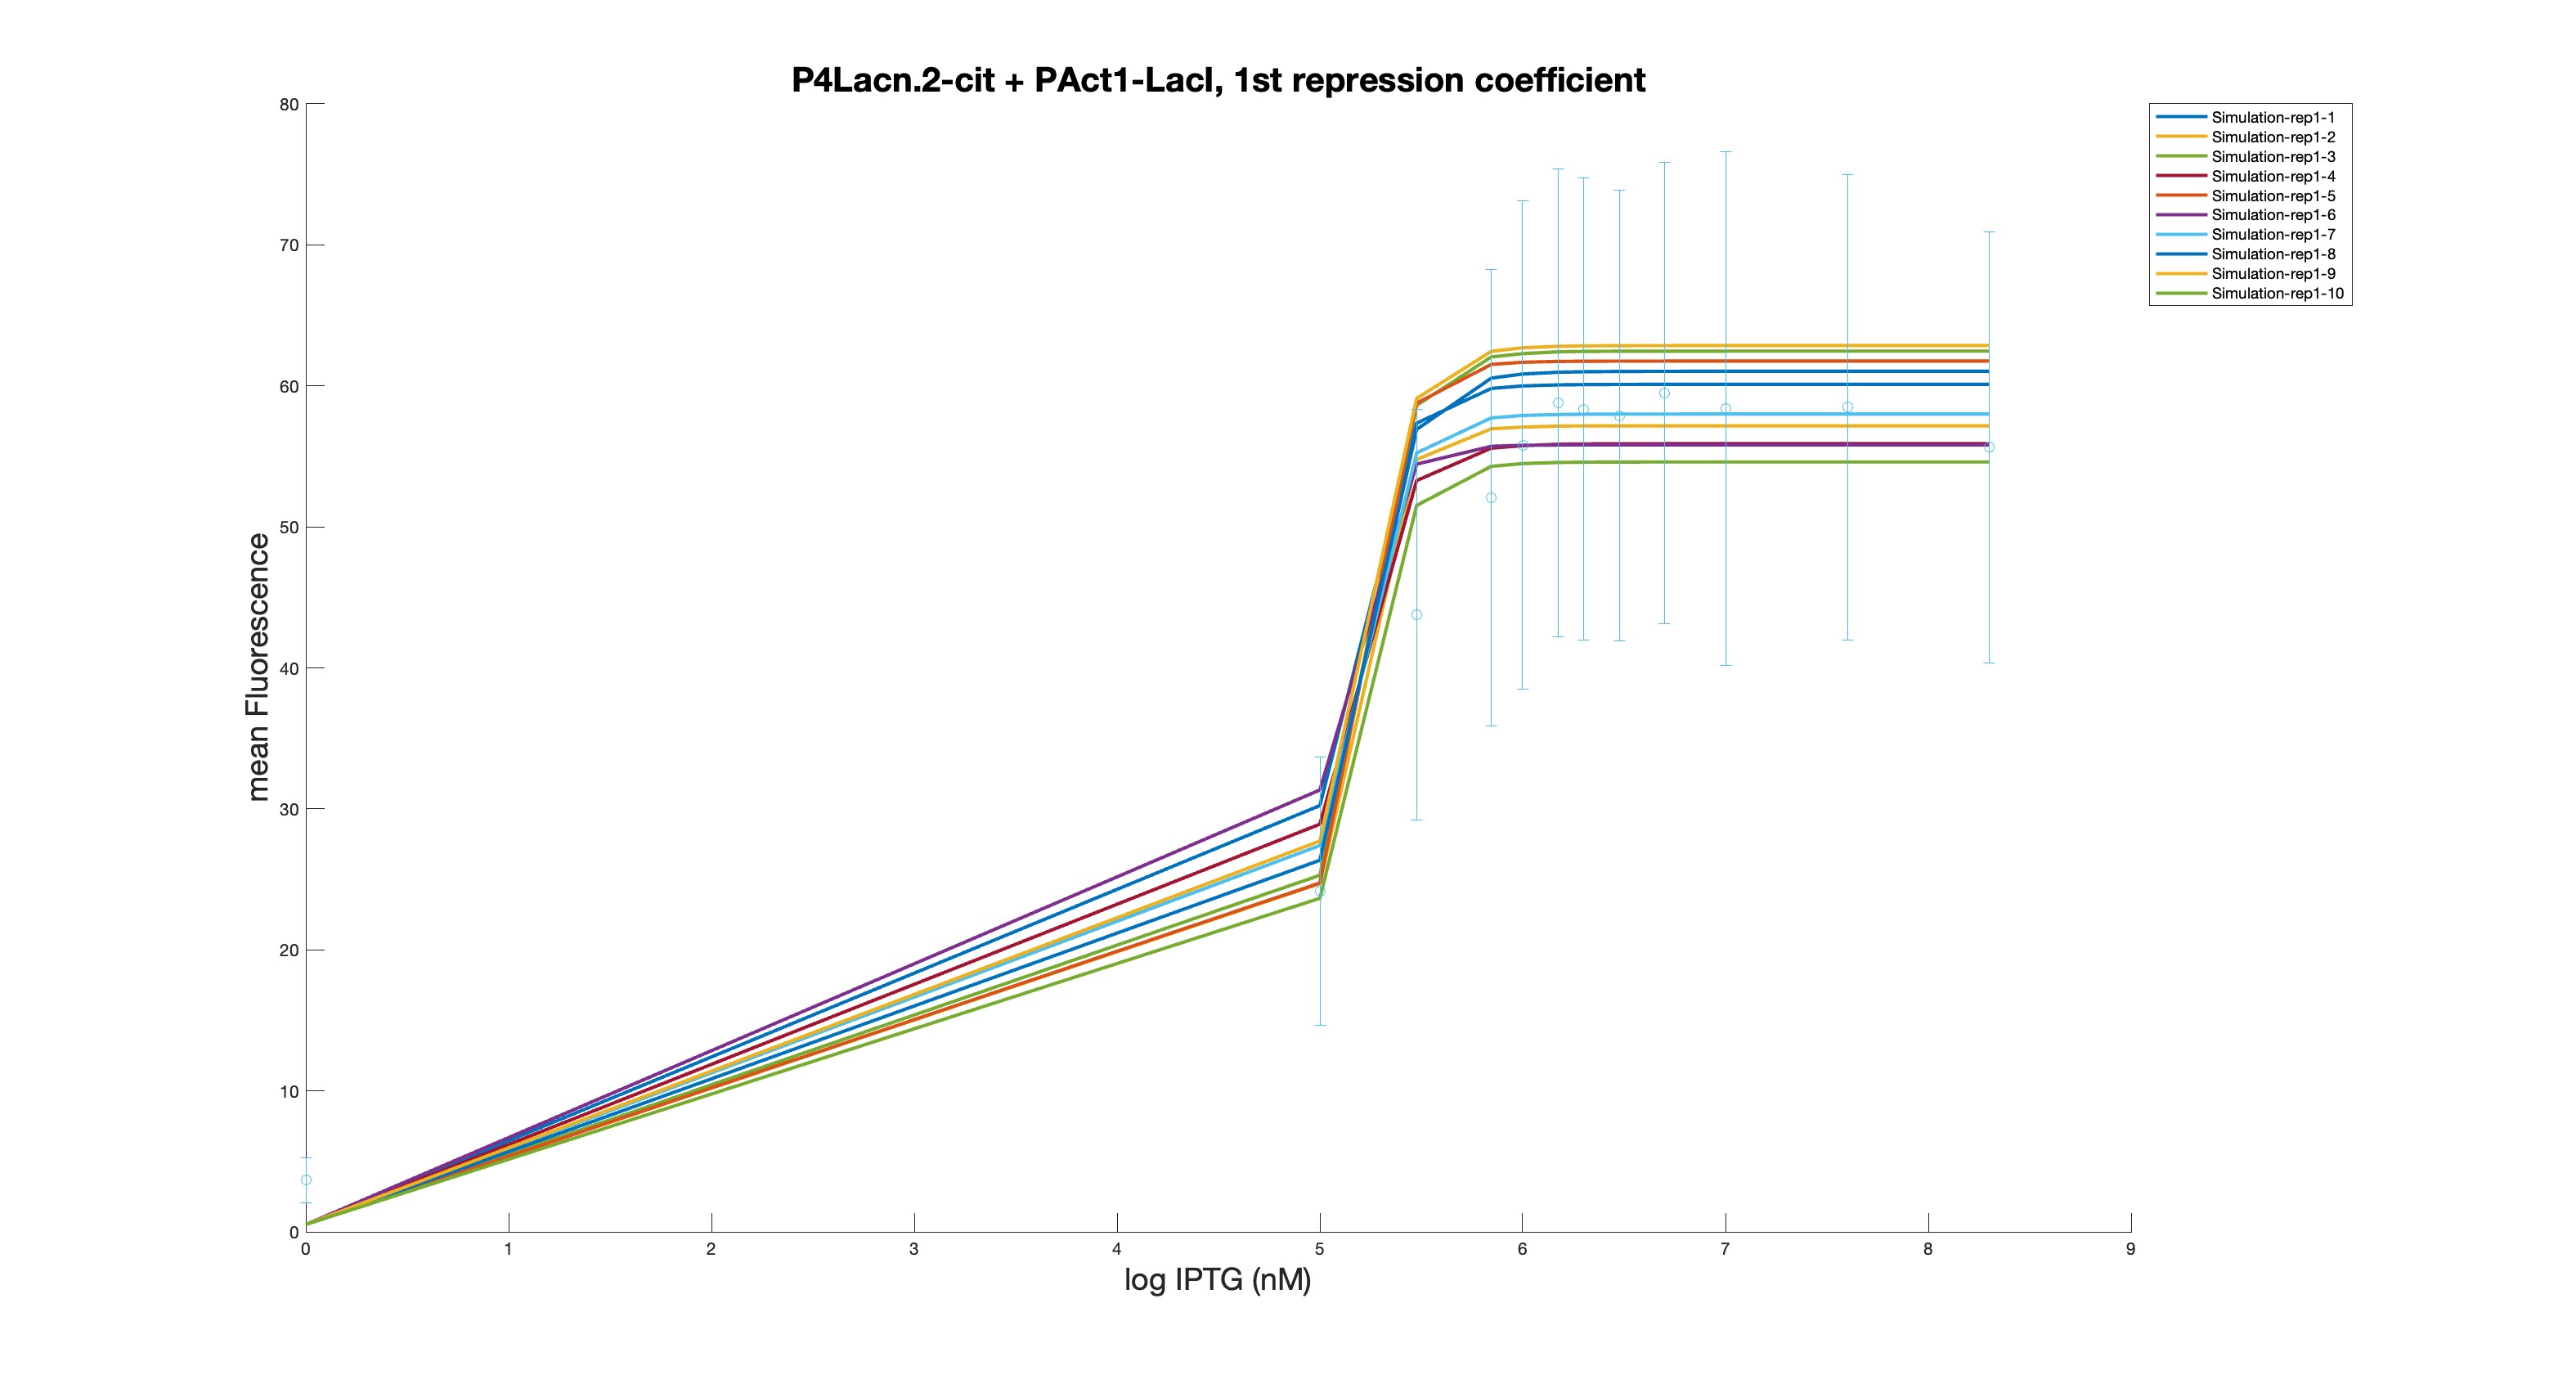 P4Lacn.2-cit + PAct1-LacI, 1st repression coefficient
80
70
60
50
40
30
20
10
0
mean Fluorescence
0 1 2 3 4 5 6 7 8 9
log IPTG (nM)
Simulation-rep1-1
Simulation-rep1-2
Simulation-rep1-3
Simulation-rep1-4
Simulation-rep1-5
Simulation-rep1-6
Simulation-rep1-7
Simulation-rep1-8
Simulation-rep1-9
Simulation-rep1-10